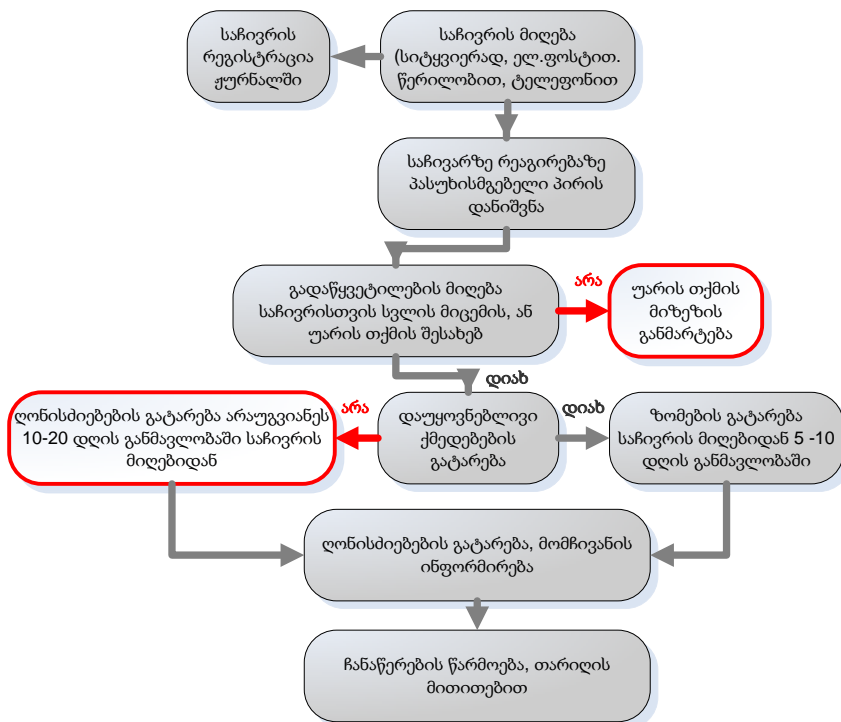 საჩივრის
რეგისტრაცია
ჟურნალში
საჩივრის მიღება
(სიტყვიერად, ელ.ფოსტით.
წერილობით, ტელეფონით
საჩივარზე რეაგირებაზე
პასუხისმგებელი პირის
დანიშვნა
გადაწყვეტილების მიღება
საჩივრისთვის სვლის მიცემის, ან
უარის თქმის შესახებ
არა
უარის თქმის
მიზეზის
განმარტება
დიახ
ღონისძიებების გატარება არაუგვიანეს
10-20 დღის განმავლობაში საჩივრის
მიღებიდან
არა
დაუყოვნებლივი
ქმედებების
გატარება
დიახ
ზომების გატარება
საჩივრის მიღებიდან 5 -10
დღის განმავლობაში
ღონისძიებების გატარება, მომჩივანის
ინფორმირება
ჩანაწერების წარმოება, თარიღის
მითითებით